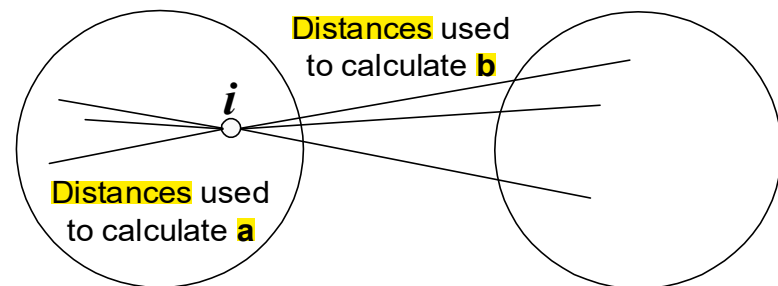 Distances used
to calculate b
i
Distances used
to calculate a